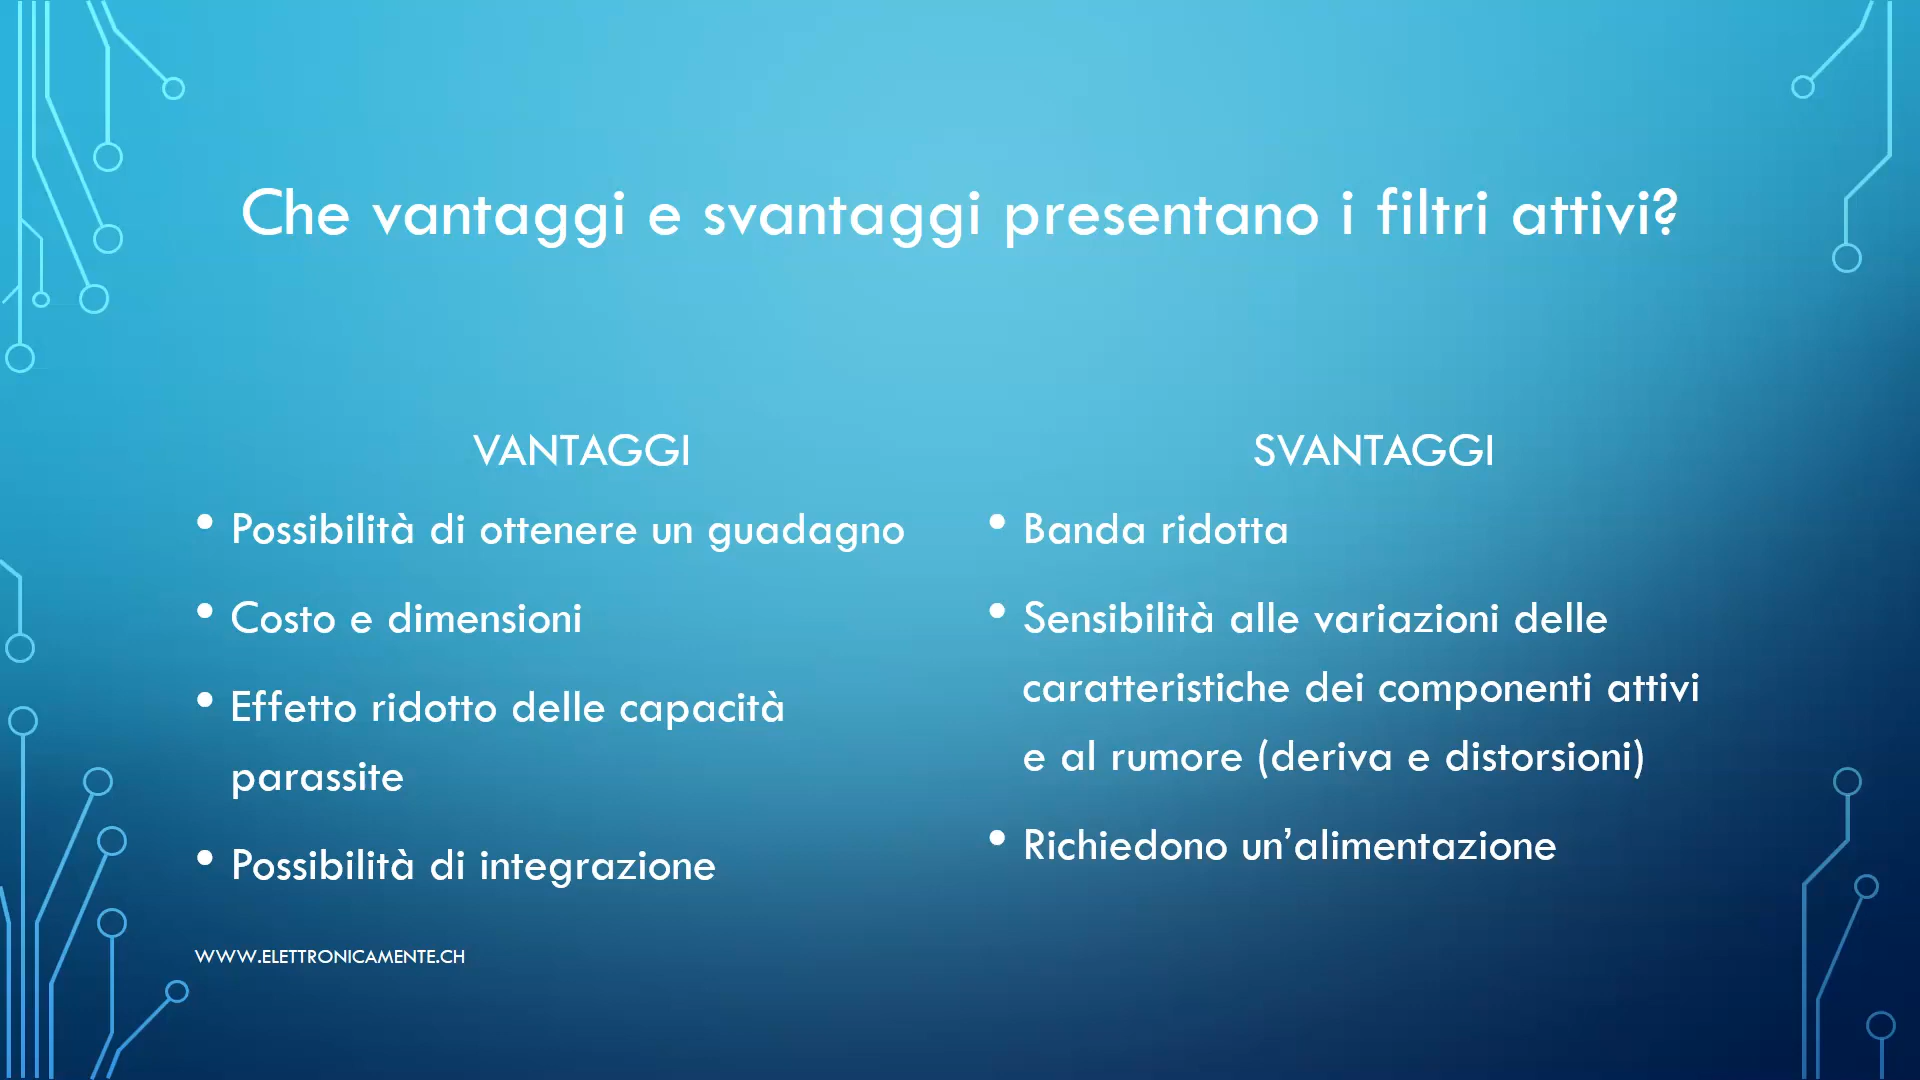 Che vantaggi e svantaggi presentano i filtri attivi?
VANTAGGI
• Possibilità di ottenere un guadagno
• Costo e dimensioni
• Effetto ridotto delle capacità
parassite
• Possibilità di integrazione
SVANTAGGI
• Banda ridotta
• Sensibilità alle variazioni delle
caratteristiche dei componenti attivi
e al rumore (deriva e distorsioni)
• Richiedono un’alimentazione
WWW.ELETTRONICAMENTE.CH